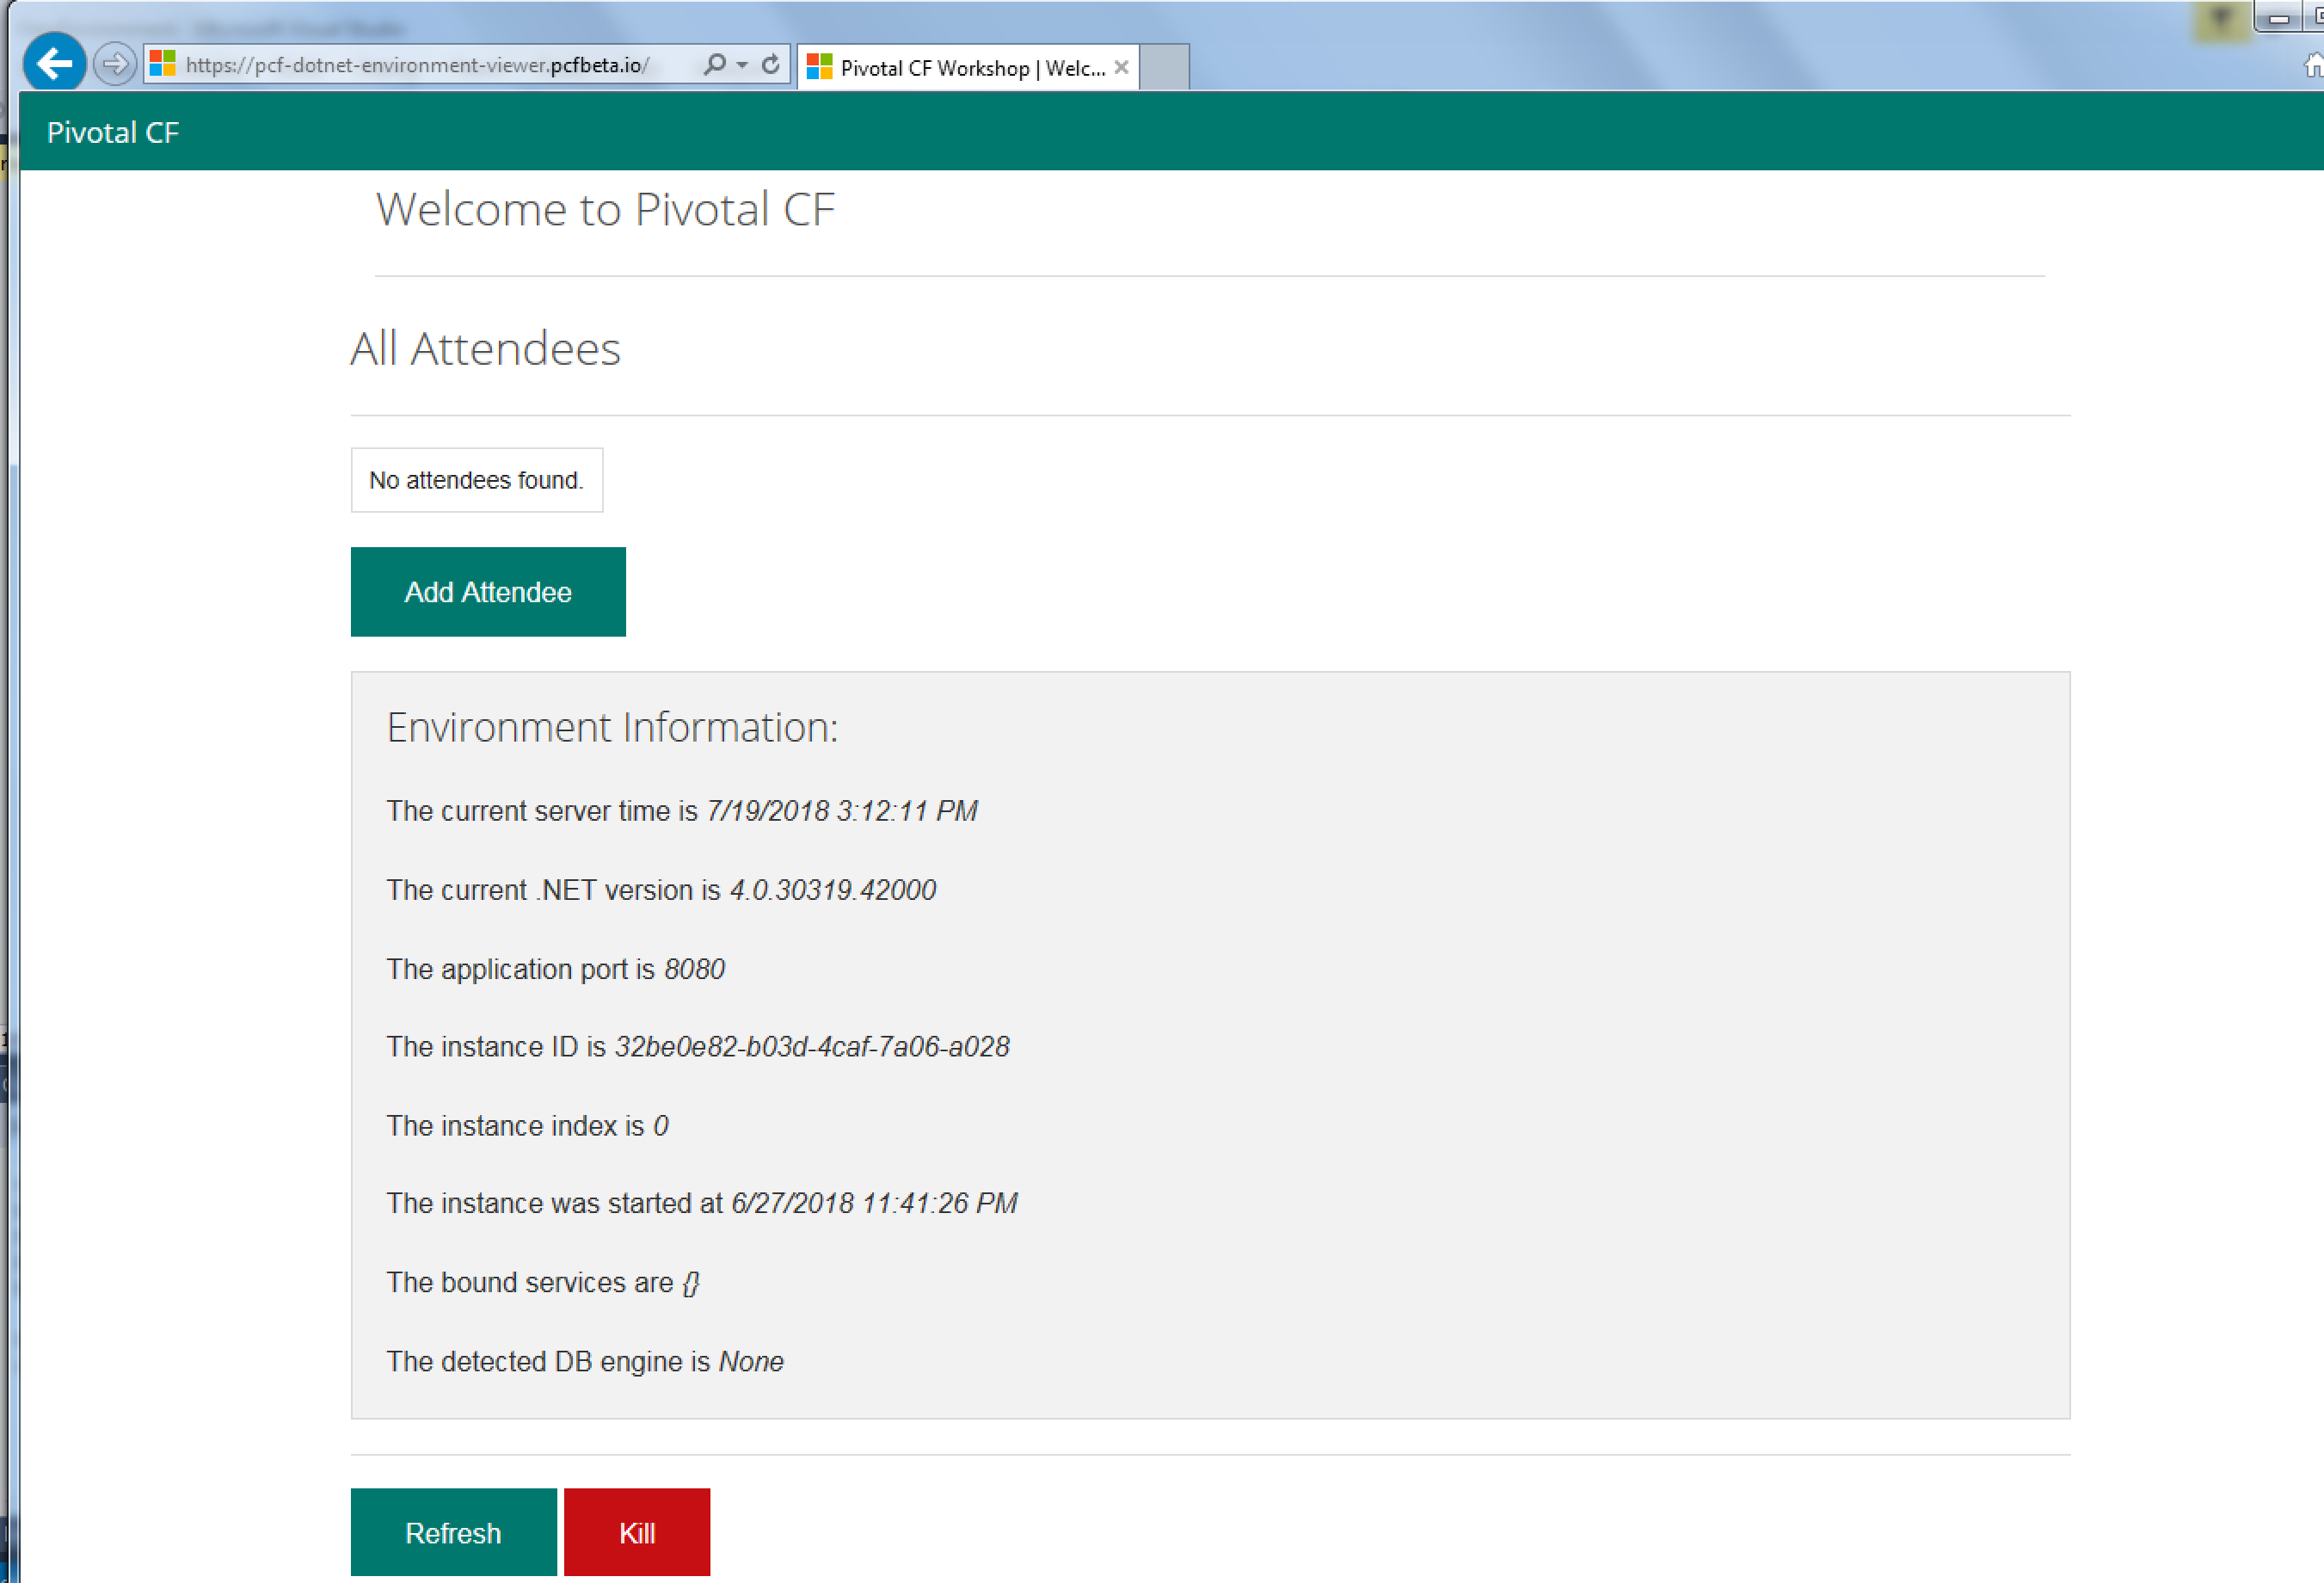 https://pcf-dotnet-environment-viewer.pcfbeta.io/
Pivotal CF Workshop | Welc...
Pivotal CF
Welcome to Pivotal CF
All Attendees
No attendees found.
Add Attendee
Environment Information:
The current server time is 7/19/2018 3:12:11 PM
The current .NET version is 4.0.30319.42000
The application port is 8080
The instance ID is 32be0e82-b03d-4caf-7a06-a028
The instance index is 0
The instance was started at 6/27/2018 11:41:26 PM
The bound services are {}
The detected DB engine is None
Refresh Kill